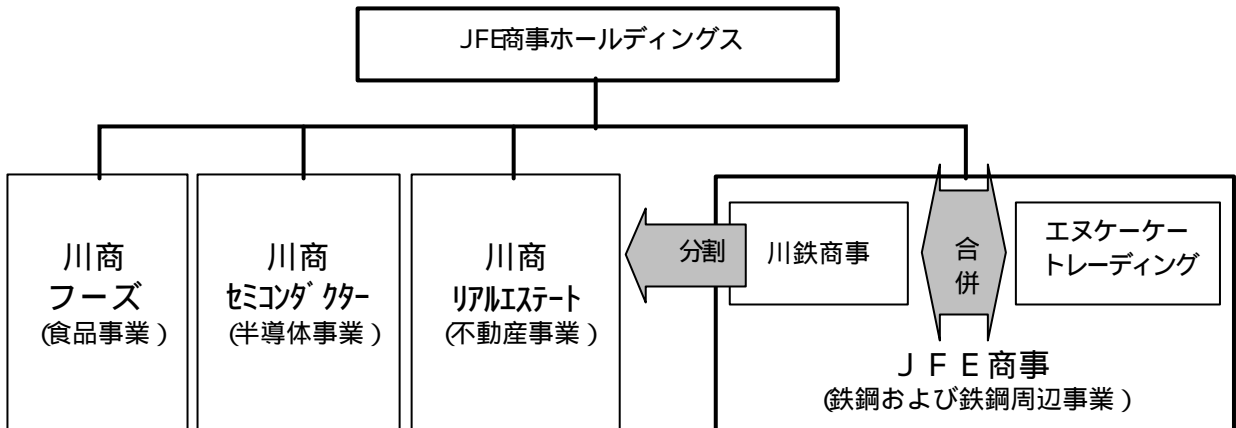 JFE商事ホールディングス
川商
フーズ
(食品事業)
川商
セミコンダクター
(半導体事業)
川商
リアルエステート
(不動産事業)
分割
川鉄商事
合
併
エヌケーケー
トレーディング
JFE商事
(鉄鋼および鉄鋼周辺事業)